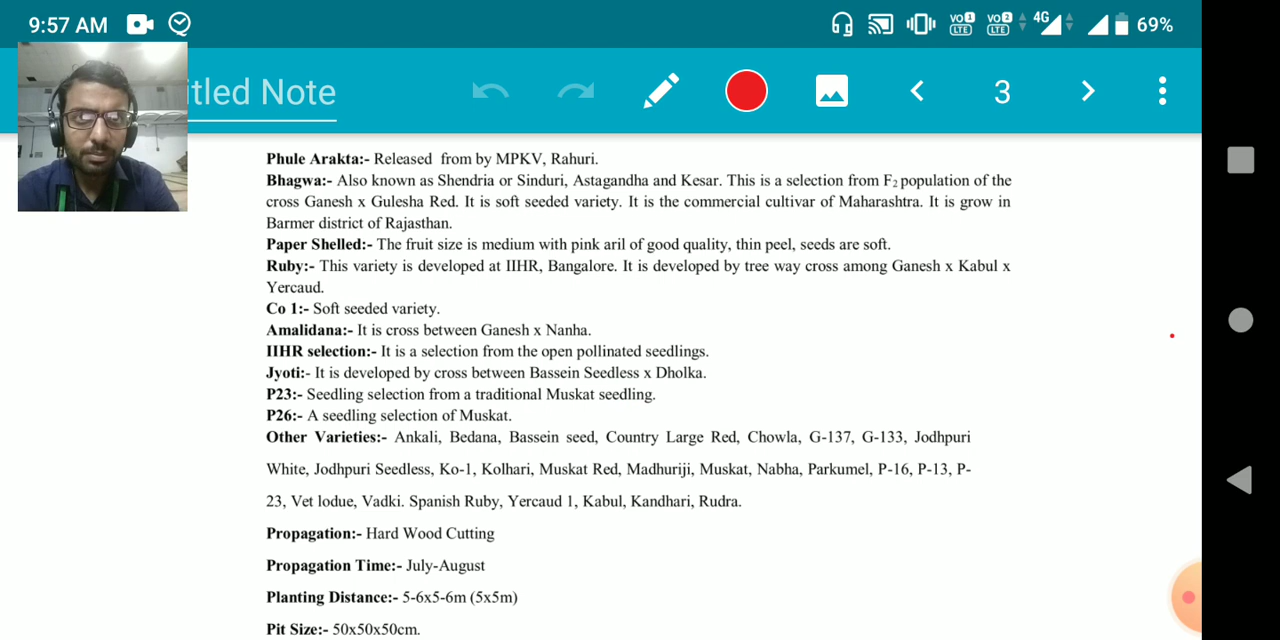 9:57 AM
VO 1 LTE
VO 2 LTE
4G
69%
itled Note
3
Phule Arakta:- Released from by MPKV, Rahuri.
Bhagwa:- Also known as Shendria or Sinduri, Astagandha and Kesar. This is a selection from F₂ population of the
cross Ganesh x Gulesha Red. It is soft seeded variety. It is the commercial cultivar of Maharashtra. It is grow in
Barmer district of Rajasthan.
Paper Shelled:- The fruit size is medium with pink aril of good quality, thin peel, seeds are soft.
Ruby:- This variety is developed at IIHR, Bangalore. It is developed by tree way cross among Ganesh x Kabul x
Yercaud.
Co 1:- Soft seeded variety.
Amalidana:- It is cross between Ganesh x Nanha.
IIHR selection:- It is a selection from the open pollinated seedlings.
Jyoti:- It is developed by cross between Bassein Seedless x Dholka.
P23:- Seedling selection from a traditional Muskat seedling.
P26:- A seedling selection of Muskat.
Other Varieties:- Ankali, Bedana, Bassein seed, Country Large Red, Chowla, G-137, G-133, Jodhpuri
White, Jodhpuri Seedless, Ko-1, Kolhari, Muskat Red, Madhuriji, Muskat, Nabha, Parkumel, P-16, P-13, P-
23, Vet lodue, Vadki. Spanish Ruby, Yercaud 1, Kabul, Kandhari, Rudra.
Propagation:- Hard Wood Cutting
Propagation Time:- July-August
Planting Distance:- 5-6x5-6m (5x5m)
Pit Size:- 50x50x50cm.